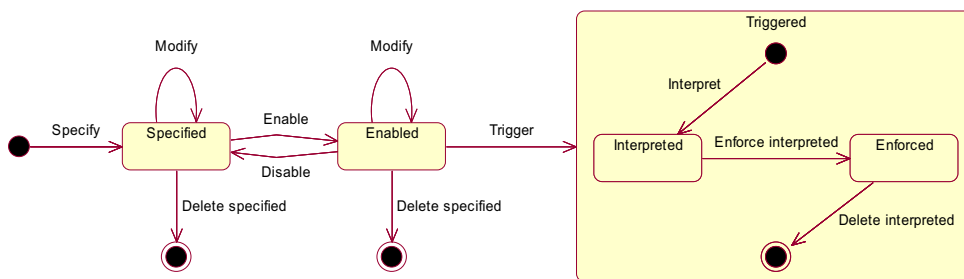 Modify
Modify
Triggered
Interpret
Specify
Specified
Enable
Disable
Enabled
Trigger
Interpreted
Enforce interpreted
Enforced
Delete specified
Delete specified
Delete interpreted